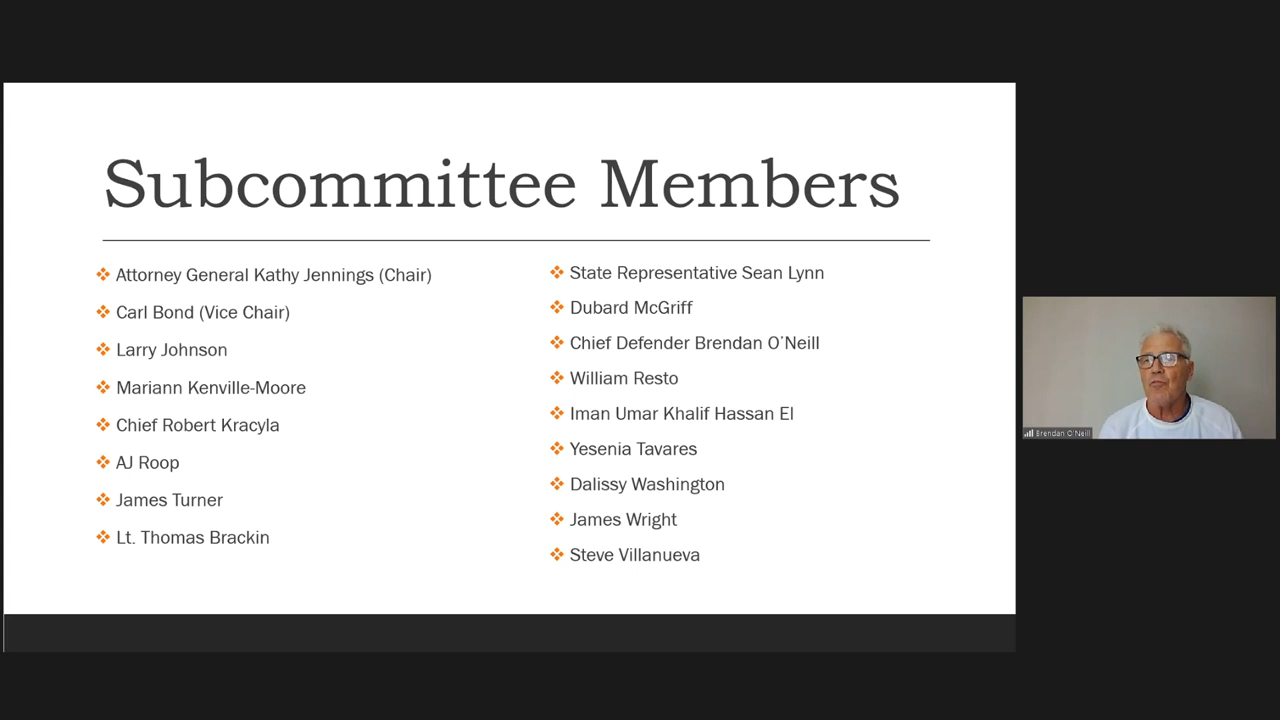 Subcommittee Members
Attorney General Kathy Jennings (Chair)
Carl Bond (Vice Chair)
Larry Johnson
Mariann Kenville-Moore
Chief Robert Kracyla
AJ Roop
James Turner
Lt. Thomas Brackin
State Representative Sean Lynn
Dubard McGriff
Chief Defender Brendan O’Neill
William Resto
Iman Umar Khalif Hassan El
Yesenia Tavares
Dalissy Washington
James Wright
Steve Villanueva
Brendan O'Neill